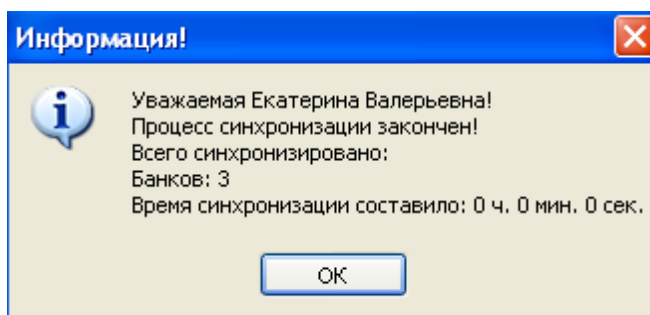 Информация!
Уважаемая Екатерина Валерьевна!
Процесс синхронизации закончен!
Всего синхронизировано:
Банков: 3
Время синхронизации составило: 0 ч. 0 мин. 0 сек.
ОК